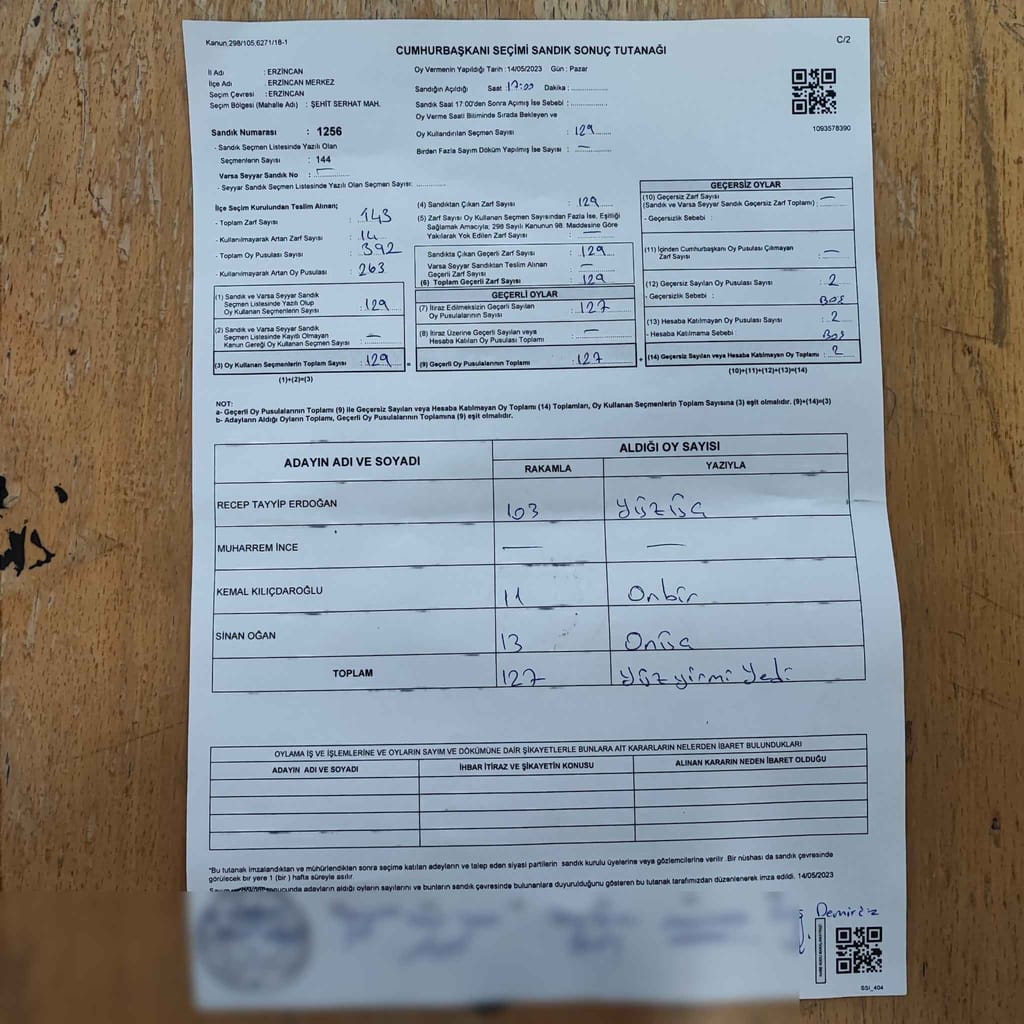 Kanun,298/105,6271/18-1
C/2
CUMHURBAŞKANI SEÇİMİ SANDIK SONUÇ TUTANAĞI
İl Adı : ERZİNCAN
İlçe Adı : ERZİNCAN MERKEZ
Seçim Çevresi : ERZİNCAN
Seçim Bölgesi (Mahalle Adı) : ŞEHİT SERHAT MAH.
Oy Vermenin Yapıldığı Tarih :14/05/2023 Gün : Pazar
Sandığın Açıldığı Saat 17:00 Dakika :
Sandık Saat 17.00'den Sonra Açımış İse Sebebi :
Oy Verme Saati Bitiminde Sırada Bekleyen ve
Oy Kullandırılan Seçmen Sayısı : 129
Birden Fazla Sayım Döküm Yapılmış İse Sayısı : —
1093578390
Sandık Numarası : 1256
- Sandık Seçmen Listesinde Yazılı Olan
Seçmenlerin Sayısı : 144
Varsa Seyyar Sandık No : —
- Seyyar Sandık Listesinde Yazılı Olan Seçmen Sayısı:
İlçe Seçim Kurulundan Teslim Alınan;
- Toplam Zarf Sayısı : 143
- Kullanılmayarak Artan Zarf Sayısı : 14
- Toplam Oy Pusulası Sayısı : 392
- Kullanılmayarak Artan Oy Pusulası : 263
(1) Sandık ve Varsa Seyyar Sandık
Seçmen Listesinde Yazılı Olup
Oy Kullanan Seçmenlerin Sayısı : 129
(2) Sandık ve Varsa Seyyar Sandık
Seçmen Listesinde Kayıtlı Olmayan
Kanun Gereği Oy Kullanan Seçmen Sayısı : —
(3) Oy Kullanan Seçmenlerin Toplam Sayısı : 129
(1)+(2)=(3)
(4) Sandıktan Çıkan Zarf Sayısı : 129
(5) Zarf Sayısı Oy Kullanan Seçmen Sayısından Fazla İse, Eşitliği
Sağlamak Amacıyla; 298 Sayılı Kanunun 98. Maddesine Göre
Yakılarak Yok Edilen Zarf Sayısı : —
Sandıkta Çıkan Geçerli Zarf Sayısı : 129
Varsa Seyyar Sandıktan Teslim Alınan
Geçerli Zarf Sayısı : —
(6) Toplam Geçerli Zarf Sayısı : 129
GEÇERLİ OYLAR
(7) İtiraz Edilmeksizin Geçerli Sayılan
Oy Pusulalarının Sayısı : 127
(8) İtiraz Üzerine Geçerli Sayılan veya
Hesaba Katılan Oy Pusulası Toplamı : —
(9) Geçerli Oy Pusulalarının Toplamı : 127
GEÇERSİZ OYLAR
(10) Geçersiz Zarf Sayısı
(Sandık ve Varsa Seyyar Sandık Geçersiz Zarf Toplamı) : —
- Geçersizlik Sebebi :
(11) İçinden Cumhurbaşkanı Oy Pusulası Çıkmayan
Zarf Sayısı : —
(12) Geçersiz Sayılan Oy Pusulası Sayısı : 2
- Geçersizlik Sebebi : BOŞ
(13) Hesaba Katılmayan Oy Pusulası Sayısı : 2
- Hesaba Katılmama Sebebi : BOŞ
(14) Geçersiz Sayılan veya Hesaba Katılmayan Oy Toplamı : 2
(10)+(11)+(12)+(13)=(14)
NOT:
a- Geçerli Oy Pusulalarının Toplamı (9) ile Geçersiz Sayılan veya Hesaba Katılmayan Oy Toplamı (14) Toplamları, Oy Kullanan Seçmenlerin Toplam Sayısına (3) eşit olmalıdır. (9)+(14)=(3)
b- Adayların Aldığı Oyların Toplamı, Geçerli Oy Pusulalarının Toplamına (9) eşit olmalıdır.
ADAYIN ADI VE SOYADI ALDIĞI OY SAYISI
RAKAMLA YAZIYLA
RECEP TAYYİP ERDOĞAN 103 Yüzüç
MUHARREM İNCE — —
KEMAL KILIÇDAROĞLU 11 Onbir
SİNAN OĞAN 13 Onüç
TOPLAM 127 Yüzyirmi Yedi
OYLAMA İŞ VE İŞLEMLERİNE VE OYLARIN SAYIM VE DÖKÜMÜNE DAİR ŞİKAYETLERLE BUNLARA AİT KARARLARIN NELERDEN İBARET BULUNDUKLARI
ADAYIN ADI VE SOYADI İHBAR İTİRAZ VE ŞİKAYETİN KONUSU ALINAN KARARIN NEDEN İBARET OLDUĞU
*Bu tutanak imzalandıktan ve mühürlendikten sonra seçime katılan adayların ve talep eden siyasi partilerin sandık kurulu üyelerine veya gözlemcilerine verilir. Bir nüshası da sandık çevresinde
görülecek bir yere 1 (bir ) hafta süreyle asılır.
adayların aldığı oyların sayılarını ve bunların sandık çevresinde bulunanlara duyurulduğunu gösteren bu tutanak tarafımızdan düzenlenerek imza edildi. 14/05/2023
Demiröz
SSI_404